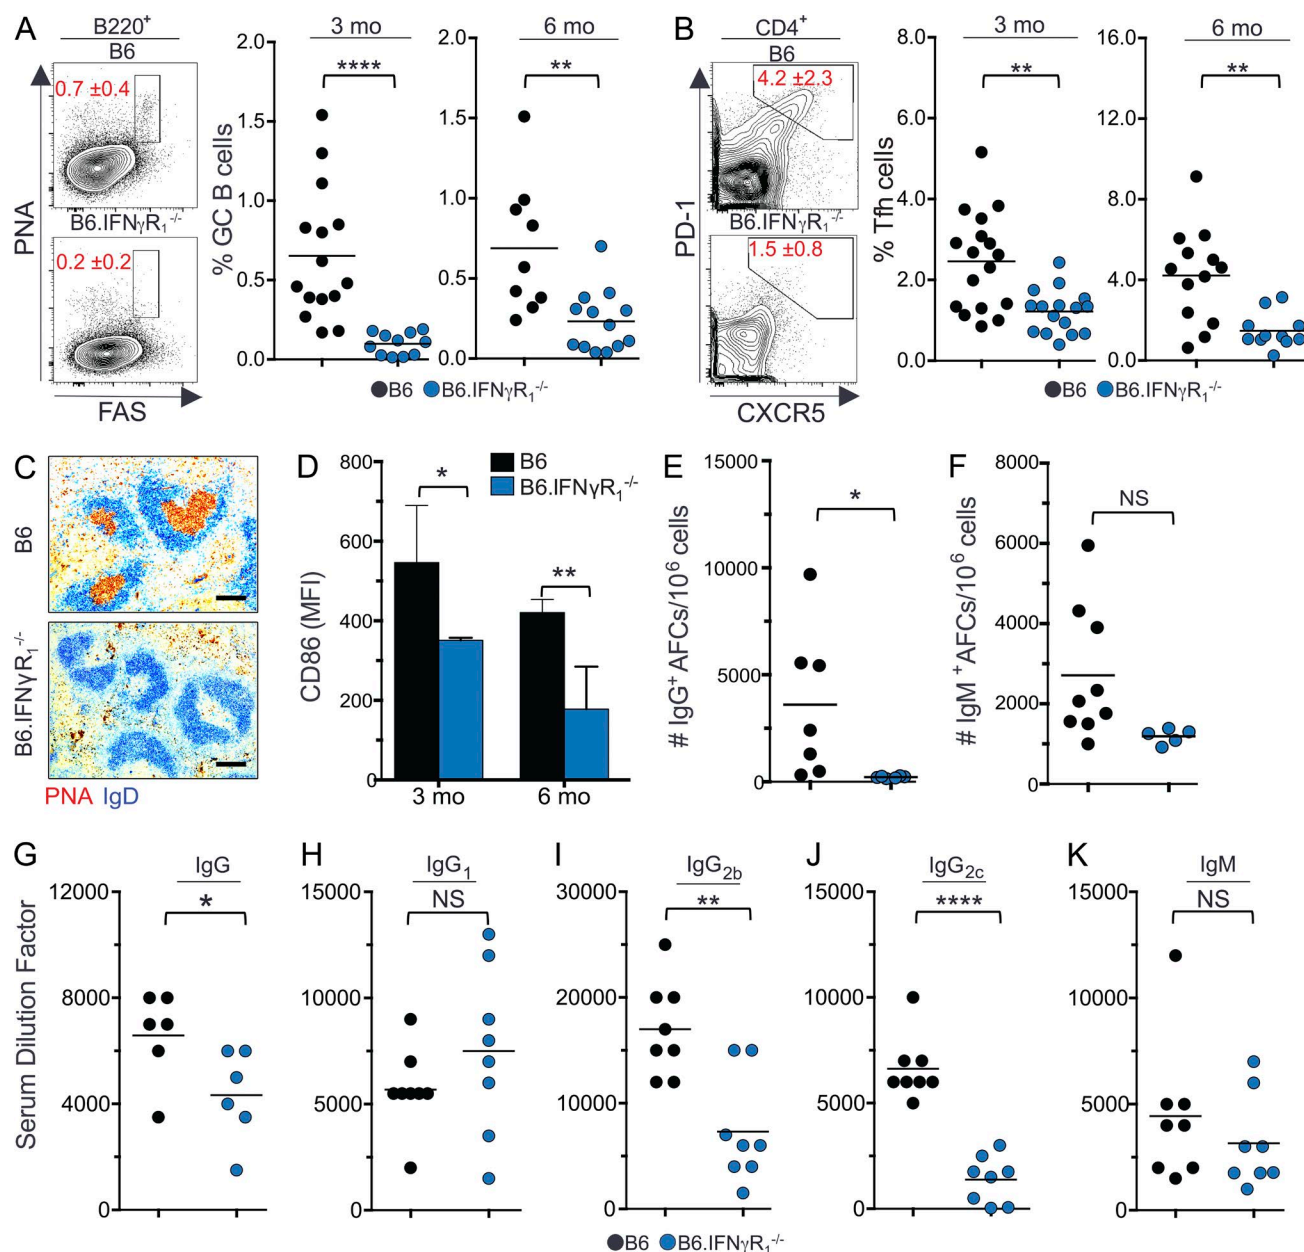 A
B220+
B6
0.7 ±0.4
B6.IFNγR1-/-
0.2 ±0.2
PNA
FAS
3 mo
6 mo
2.0
1.5
1.0
0.5
0.0
% GC B cells
****
2.0
1.5
1.0
0.5
0.0
**
B6 B6.IFNγR1-/-
B
CD4+
B6
4.2 ±2.3
B6.IFNγR1-/-
1.5 ±0.8
PD-1
CXCR5
3 mo
6 mo
8.0
6.0
4.0
2.0
0.0
% Tfh cells
**
16.0
12.0
8.0
4.0
0.0
**
B6 B6.IFNγR1-/-
C
B6
B6.IFNγR1-/-
PNA IgD
D
B6
B6.IFNγR1-/-
800
600
400
200
0
CD86 (MFI)
*
**
3 mo 6 mo
E
15000
10000
5000
0
# IgG+ AFCs/10^6 cells
*
F
8000
6000
4000
2000
0
# IgM + AFCs/10^6 cells
NS
G
IgG
*
12000
8000
4000
0
Serum Dilution Factor
H
IgG1
NS
15000
10000
5000
0
I
IgG2b
**
30000
20000
10000
0
J
IgG2c
****
15000
10000
5000
0
K
IgM
NS
15000
10000
5000
0
B6 B6.IFNγR1-/-